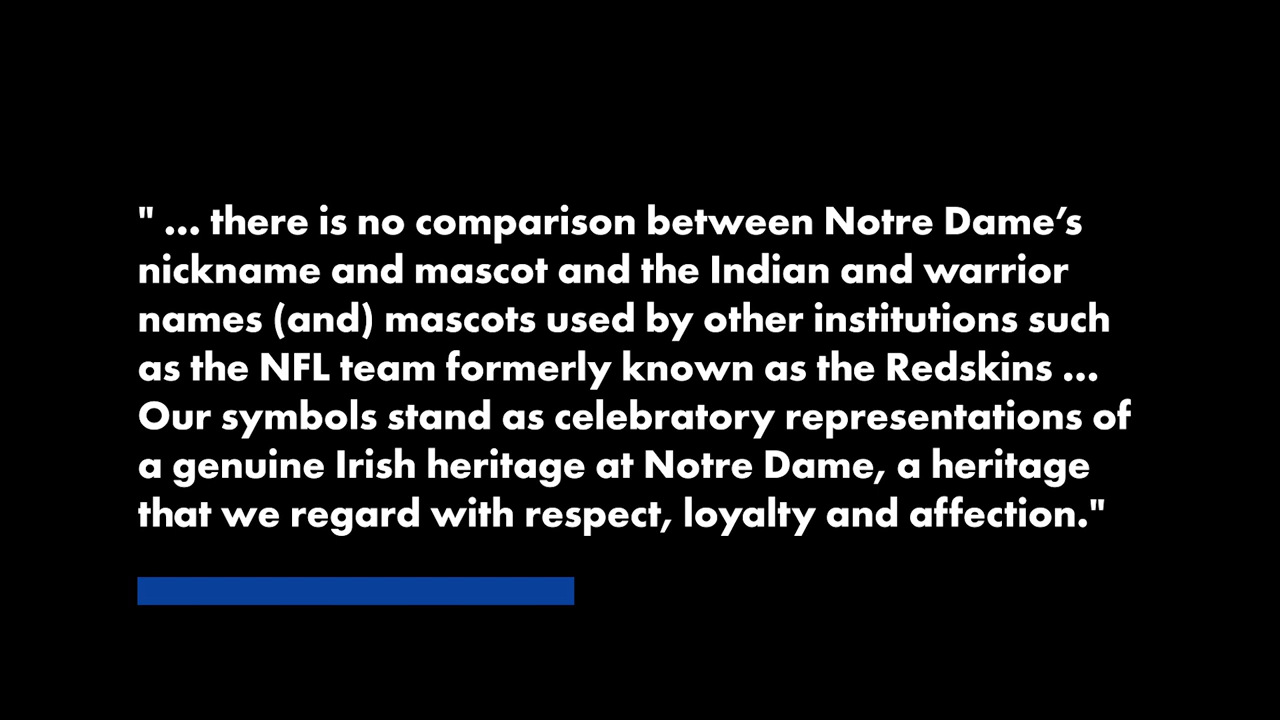 " ... there is no comparison between Notre Dame’s
nickname and mascot and the Indian and warrior
names (and) mascots used by other institutions such
as the NFL team formerly known as the Redskins ...
Our symbols stand as celebratory representations of
a genuine Irish heritage at Notre Dame, a heritage
that we regard with respect, loyalty and affection."